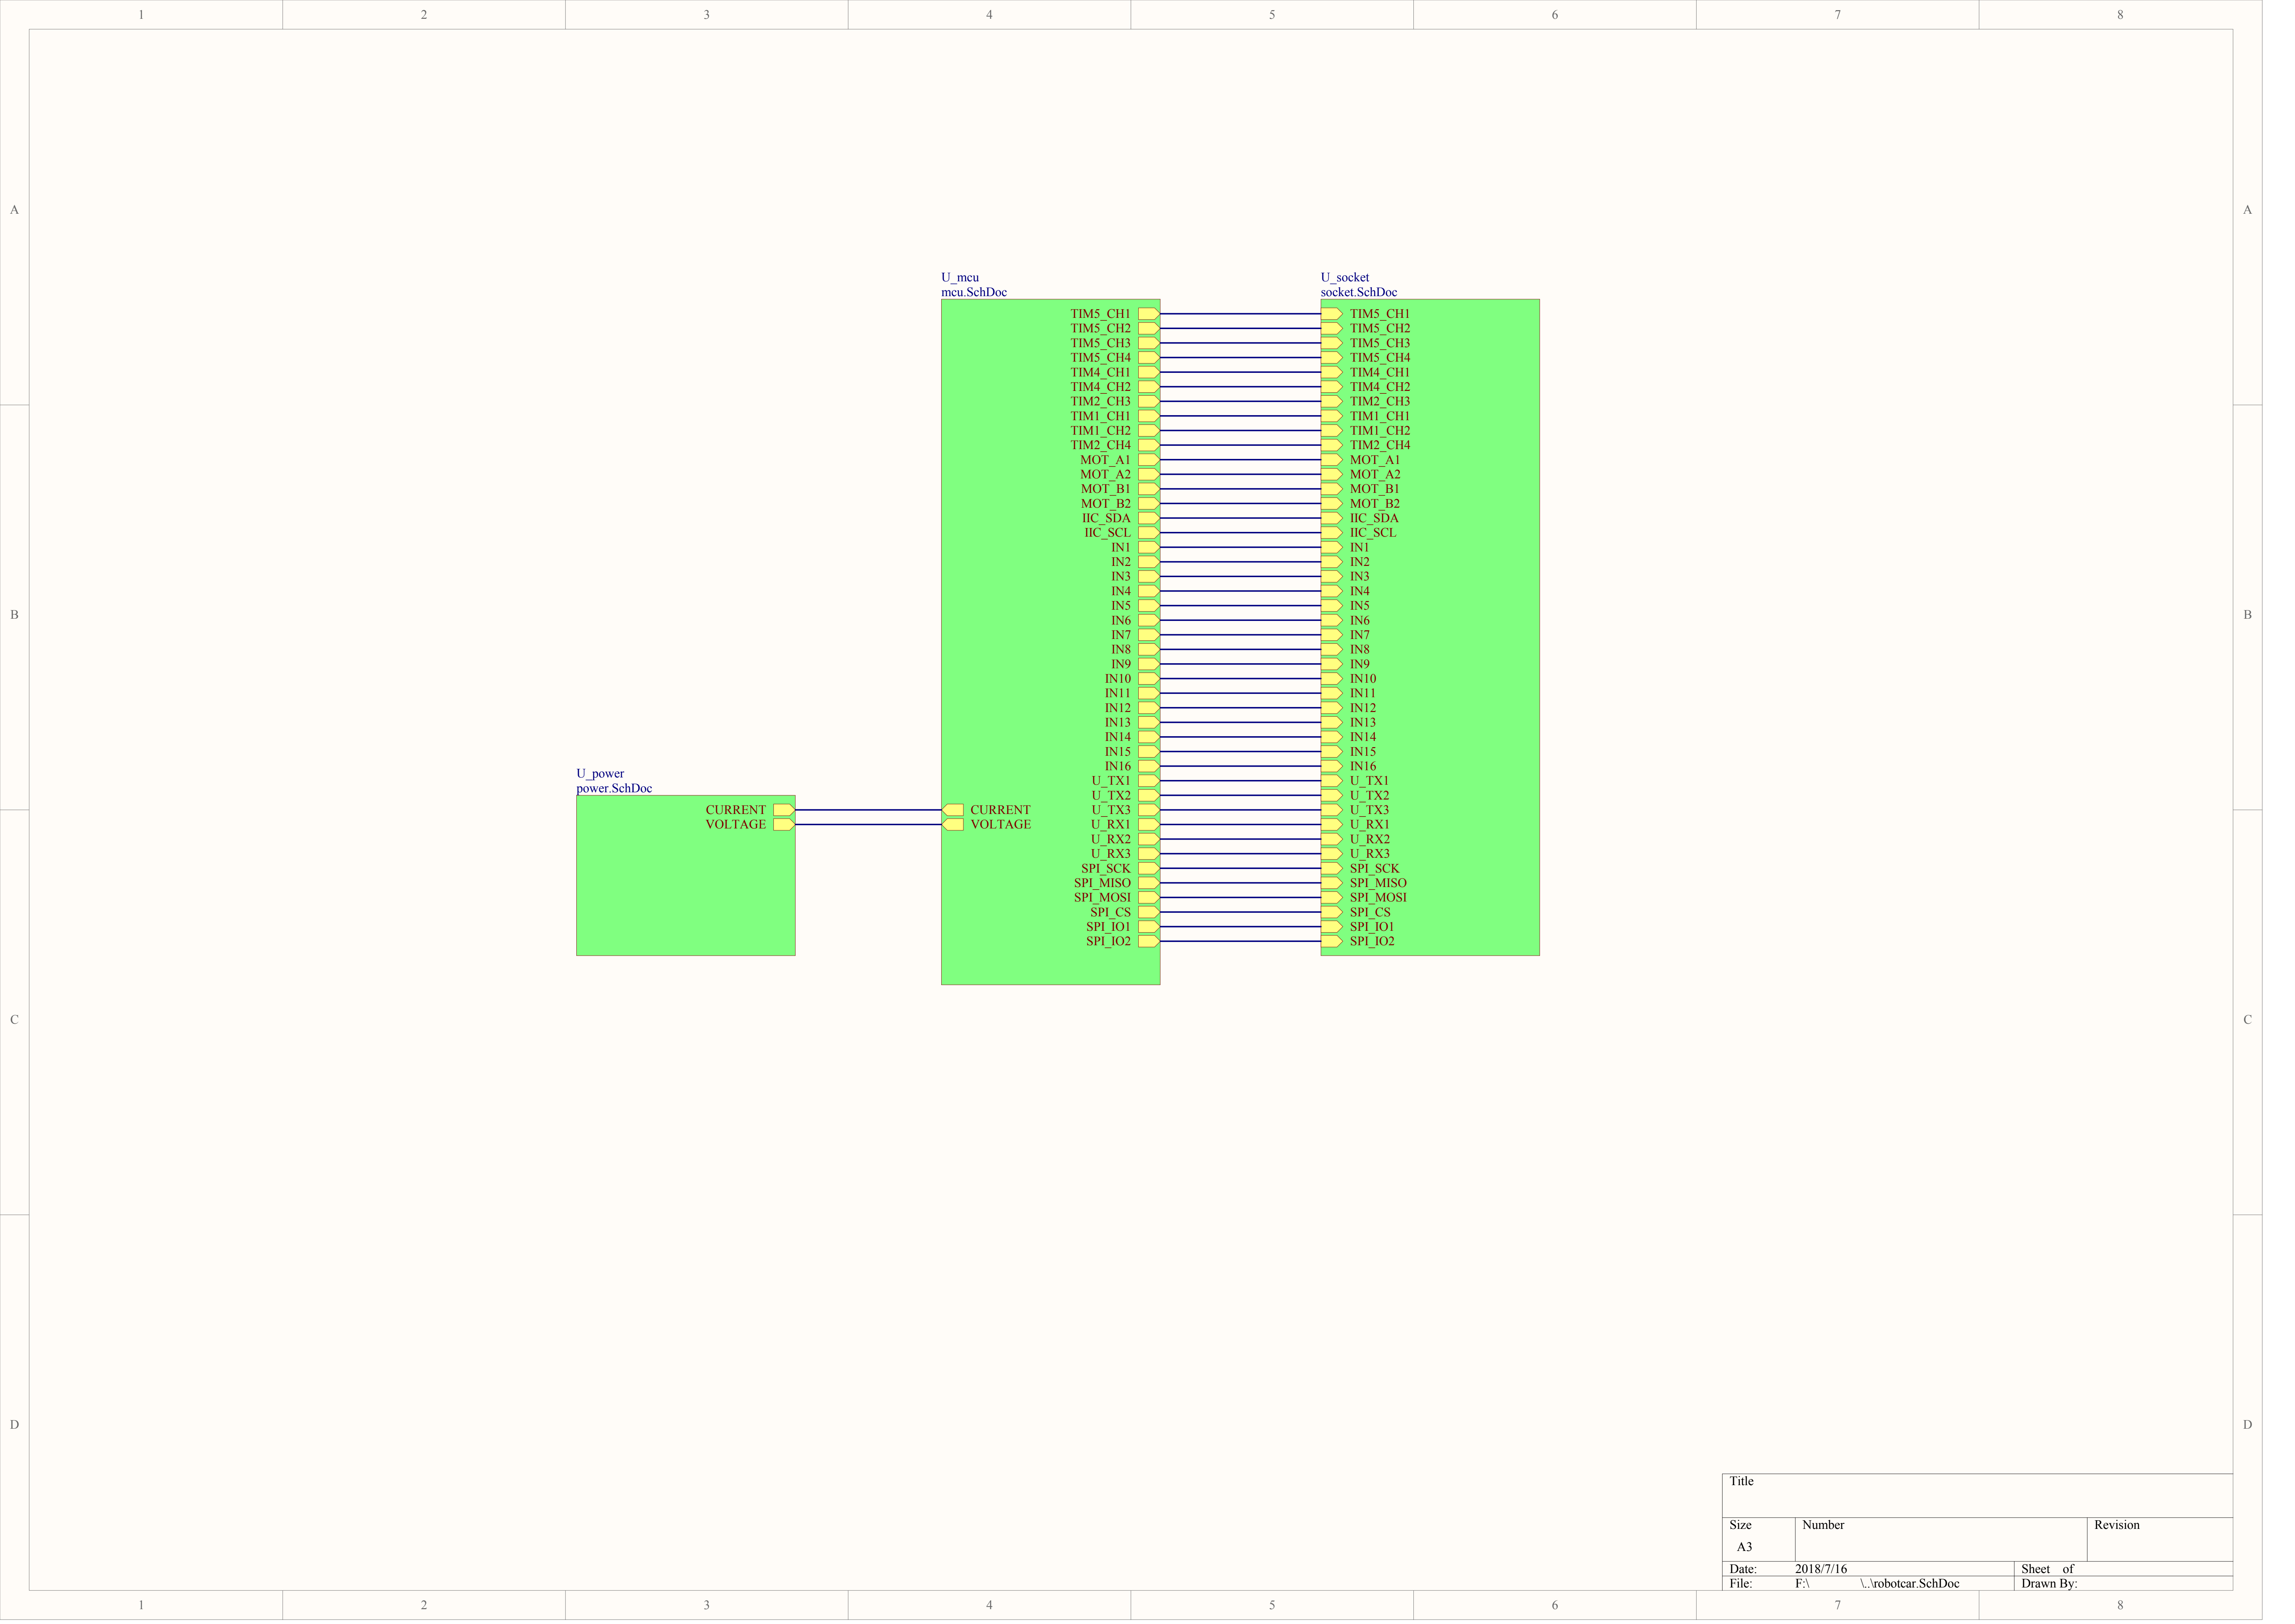 1 2 3 4 5 6 7 8
A A
U_mcu
mcu.SchDoc
U_socket
socket.SchDoc
TIM5_CH1 TIM5_CH1
TIM5_CH2 TIM5_CH2
TIM5_CH3 TIM5_CH3
TIM5_CH4 TIM5_CH4
TIM4_CH1 TIM4_CH1
TIM4_CH2 TIM4_CH2
TIM2_CH3 TIM2_CH3
TIM1_CH1 TIM1_CH1
TIM1_CH2 TIM1_CH2
TIM2_CH4 TIM2_CH4
MOT_A1 MOT_A1
MOT_A2 MOT_A2
MOT_B1 MOT_B1
MOT_B2 MOT_B2
IIC_SDA IIC_SDA
IIC_SCL IIC_SCL
IN1 IN1
IN2 IN2
IN3 IN3
IN4 IN4
IN5 IN5
B B
IN6 IN6
IN7 IN7
IN8 IN8
IN9 IN9
IN10 IN10
IN11 IN11
IN12 IN12
IN13 IN13
IN14 IN14
IN15 IN15
IN16 IN16
U_power
power.SchDoc
U_TX1 U_TX1
U_TX2 U_TX2
CURRENT CURRENT U_TX3 U_TX3
VOLTAGE VOLTAGE U_RX1 U_RX1
U_RX2 U_RX2
U_RX3 U_RX3
SPI_SCK SPI_SCK
SPI_MISO SPI_MISO
SPI_MOSI SPI_MOSI
SPI_CS SPI_CS
SPI_IO1 SPI_IO1
SPI_IO2 SPI_IO2
C C
D D
Title
Size Number Revision
A3
Date: 2018/7/16 Sheet of
File: F:\ \..\robotcar.SchDoc Drawn By:
1 2 3 4 5 6 7 8